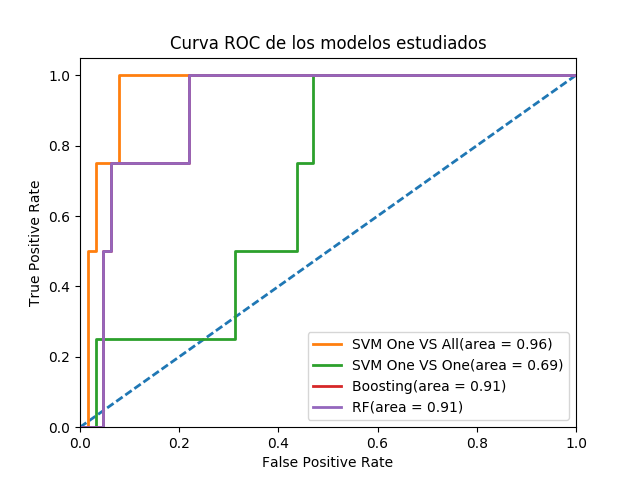 Curva ROC de los modelos estudiados
1.0
0.8
0.6
0.4
0.2
0.0
True Positive Rate
SVM One VS All(area = 0.96)
SVM One VS One(area = 0.69)
Boosting(area = 0.91)
RF(area = 0.91)
0.0 0.2 0.4 0.6 0.8 1.0
False Positive Rate